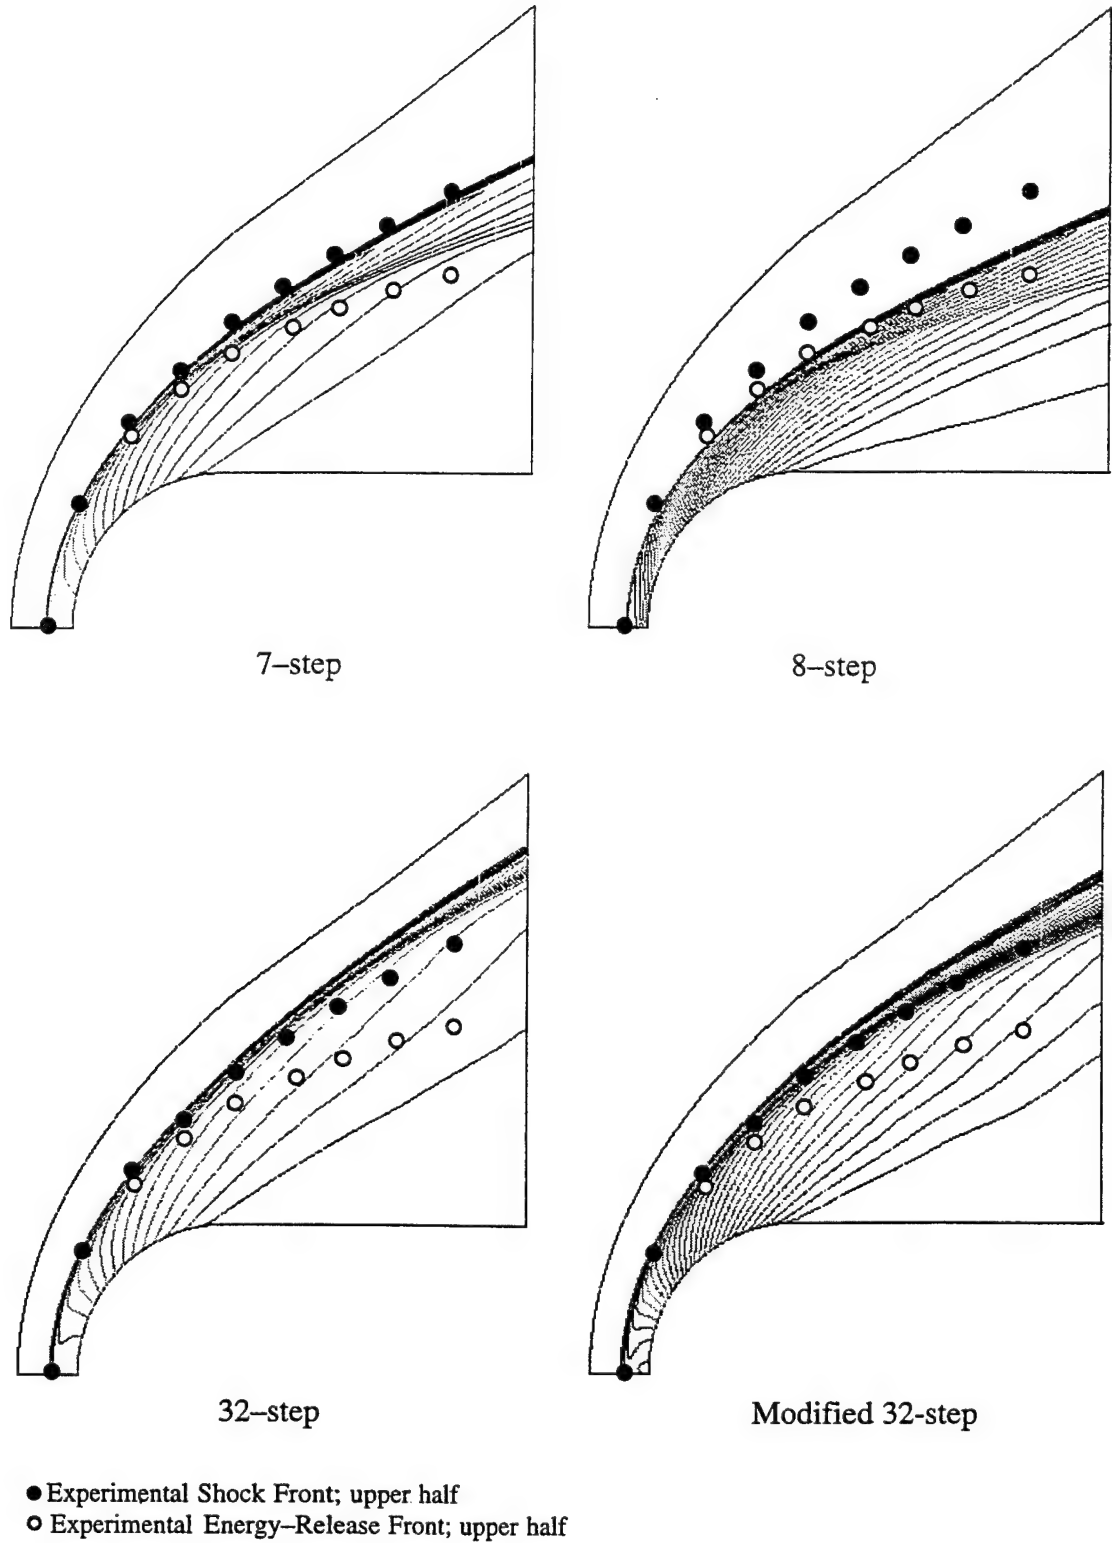 7–step
8–step
32–step
Modified 32-step
Experimental Shock Front; upper half
Experimental Energy–Release Front; upper half